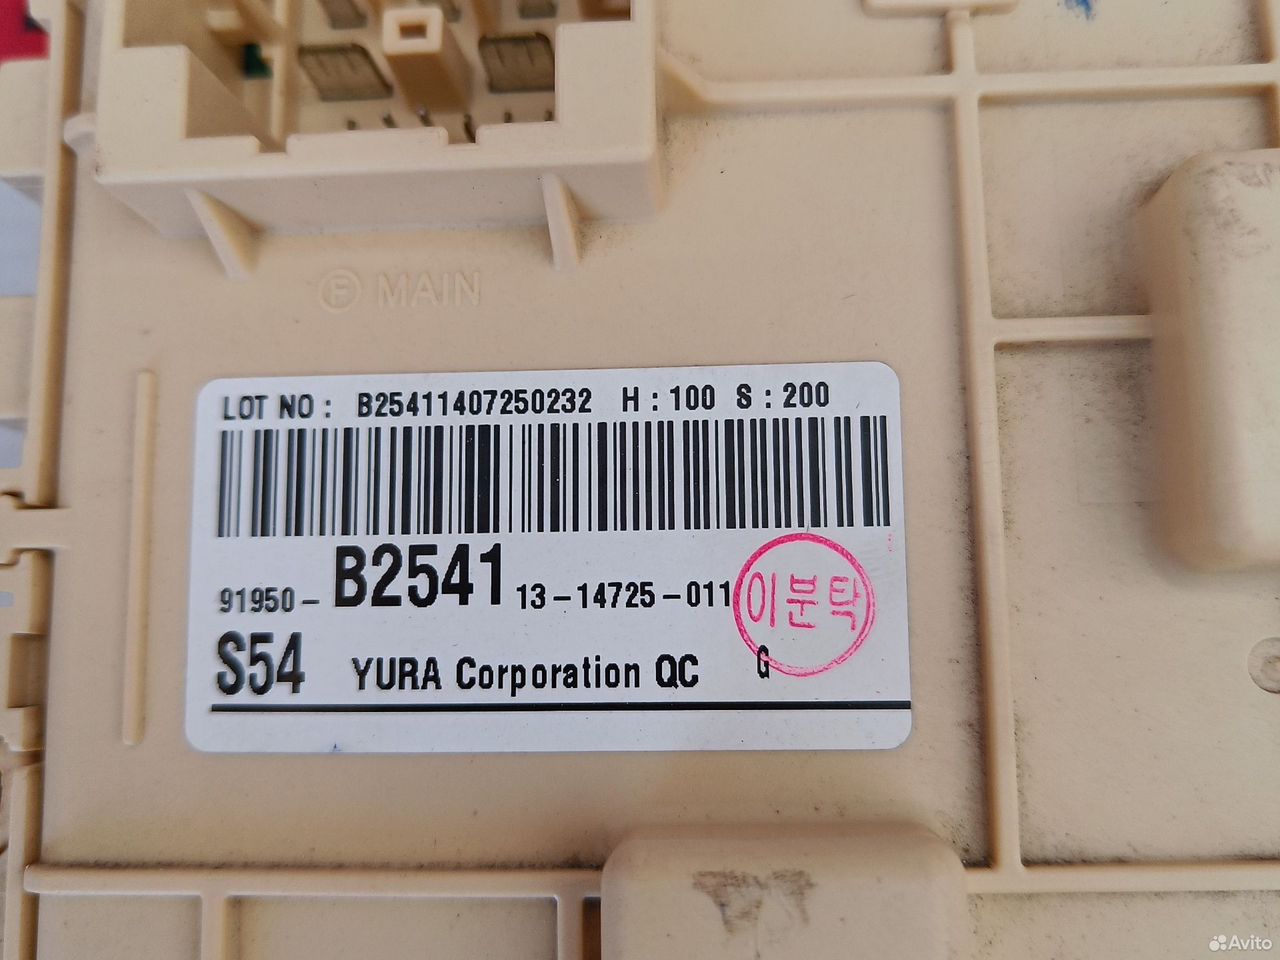 Ⓕ MAIN
LOT NO : B25411407250232 H : 100 S : 200
91950- B2541 13-14725-011
이분탁
S54 YURA Corporation QC G
Avito